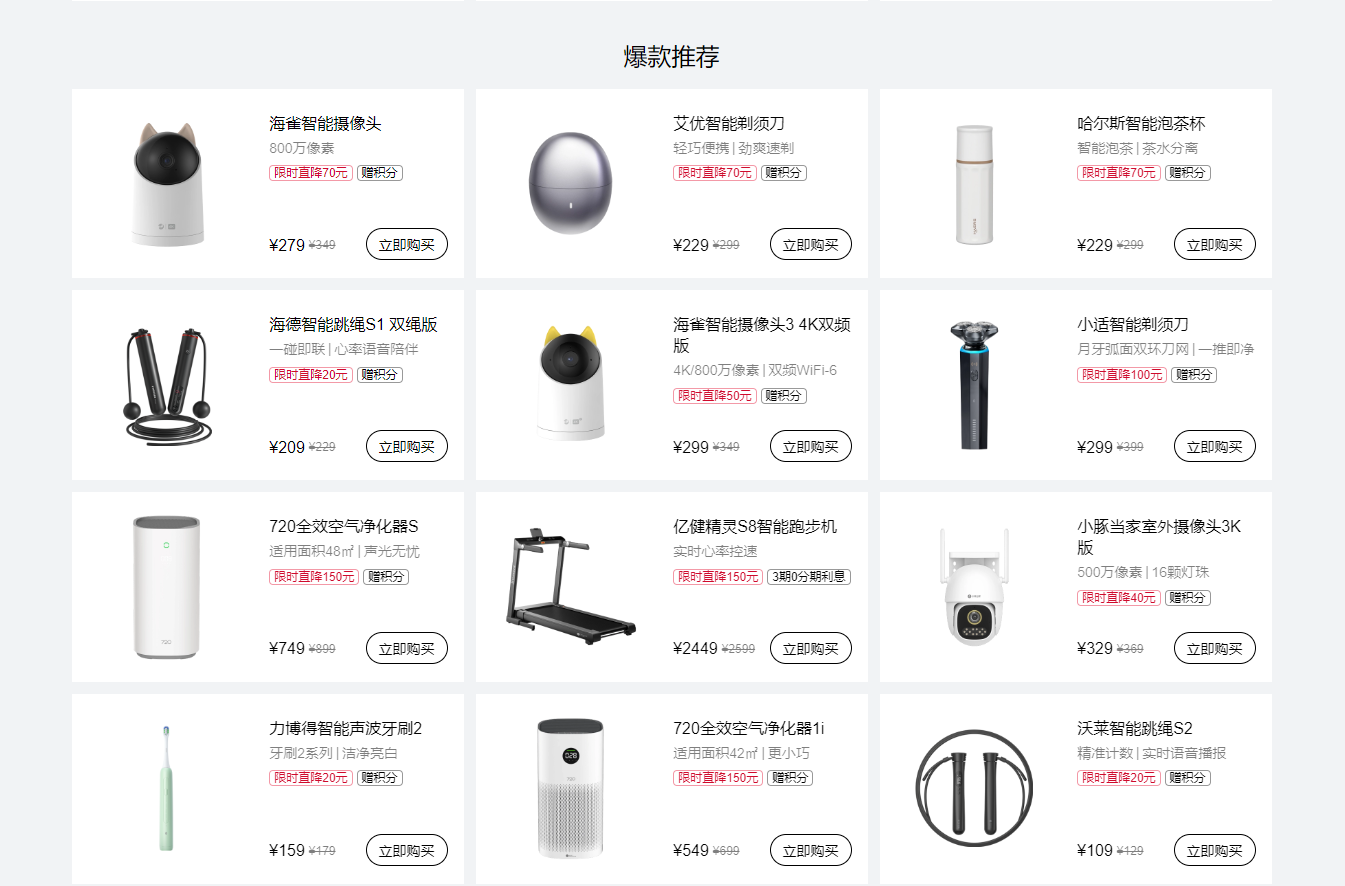 爆款推荐
海雀智能摄像头
800万像素
限时直降70元 赠积分
¥279 ¥349 立即购买
艾优智能剃须刀
轻巧便携 | 劲爽速剃
限时直降70元 赠积分
¥229 ¥299 立即购买
哈尔斯智能泡茶杯
智能泡茶 | 茶水分离
限时直降70元 赠积分
¥229 ¥299 立即购买
海德智能跳绳S1 双绳版
一碰即联 | 心率语音陪伴
限时直降20元 赠积分
¥209 ¥229 立即购买
海雀智能摄像头3 4K双频
版
4K/800万像素 | 双频WiFi-6
限时直降50元 赠积分
¥299 ¥349 立即购买
小适智能剃须刀
月牙弧面双环刀网 | 一推即净
限时直降100元 赠积分
¥299 ¥399 立即购买
720全效空气净化器S
适用面积48㎡ | 声光无忧
限时直降150元 赠积分
¥749 ¥899 立即购买
720
亿健精灵S8智能跑步机
实时心率控速
限时直降150元 3期0分期利息
¥2449 ¥2599 立即购买
小豚当家室外摄像头3K
版
500万像素 | 16颗灯珠
限时直降40元 赠积分
¥329 ¥369 立即购买
力博得智能声波牙刷2
牙刷2系列 | 洁净亮白
限时直降20元 赠积分
¥159 ¥179 立即购买
720全效空气净化器1i
适用面积42㎡ | 更小巧
限时直降150元 赠积分
¥549 ¥699 立即购买
028
720
沃莱智能跳绳S2
精准计数 | 实时语音播报
限时直降20元 赠积分
¥109 ¥129 立即购买